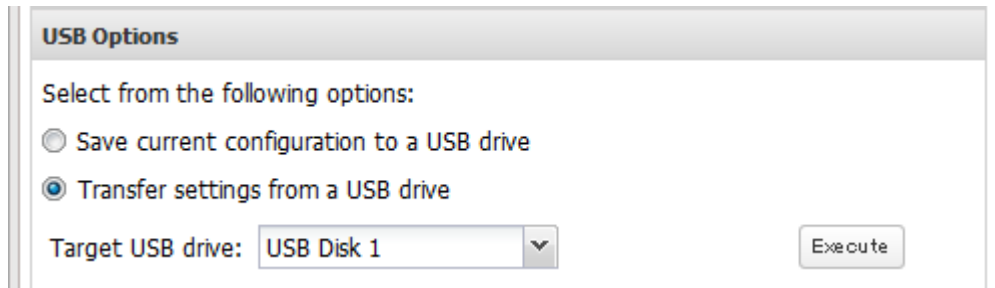 USB Options
Select from the following options:
Save current configuration to a USB drive
Transfer settings from a USB drive
Target USB drive: USB Disk 1 Execute